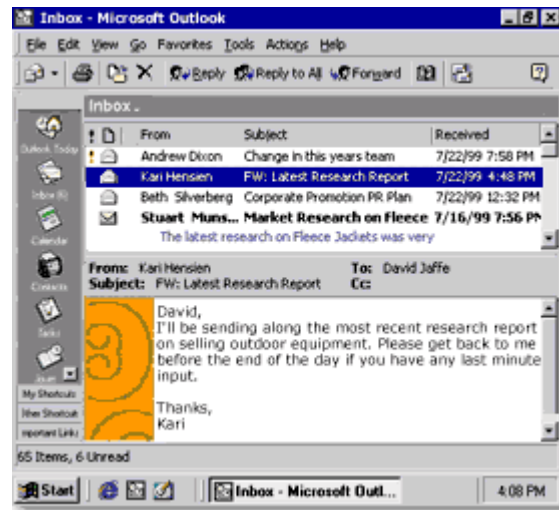 Inbox - Microsoft Outlook
File Edit View Go Favorites Tools Actions Help
Reply Reply to All Forward
Inbox .
! From Subject Received
Outlook Today
! Andrew Dixon Change in this years team 7/22/99 7:58 PM
Kari Hensien FW: Latest Research Report 7/22/99 4:48 PM
Inbox (6)
Beth Silverberg Corporate Promotion PR Plan 7/22/99 12:32 PM
Stuart Muns... Market Research on Fleece 7/16/99 7:56 PM
Calendar
The latest research on Fleece Jackets was very
From: Kari Hensien To: David Jaffe
Contacts
Subject: FW: Latest Research Report Cc:
David,
I'll be sending along the most recent research report
Tasks
on selling outdoor equipment. Please get back to me
before the end of the day if you have any last minute
input.
My Shortcuts
Thanks,
Other Shortcut
Kari
mportant Links
65 Items, 6 Unread
Start Inbox - Microsoft Outl... 4:08 PM